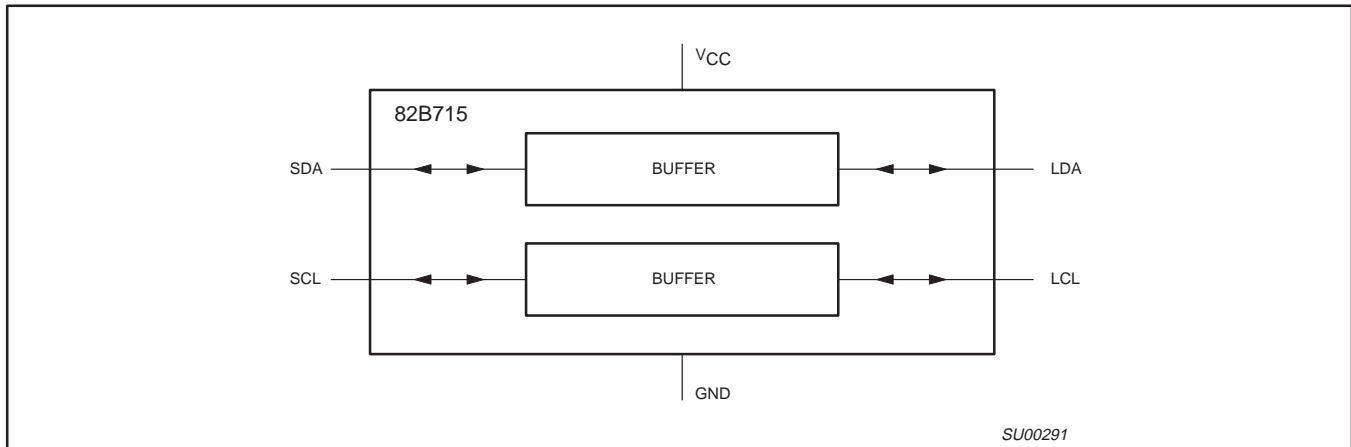 VCC
82B715
SDA BUFFER LDA
SCL BUFFER LCL
GND
SU00291